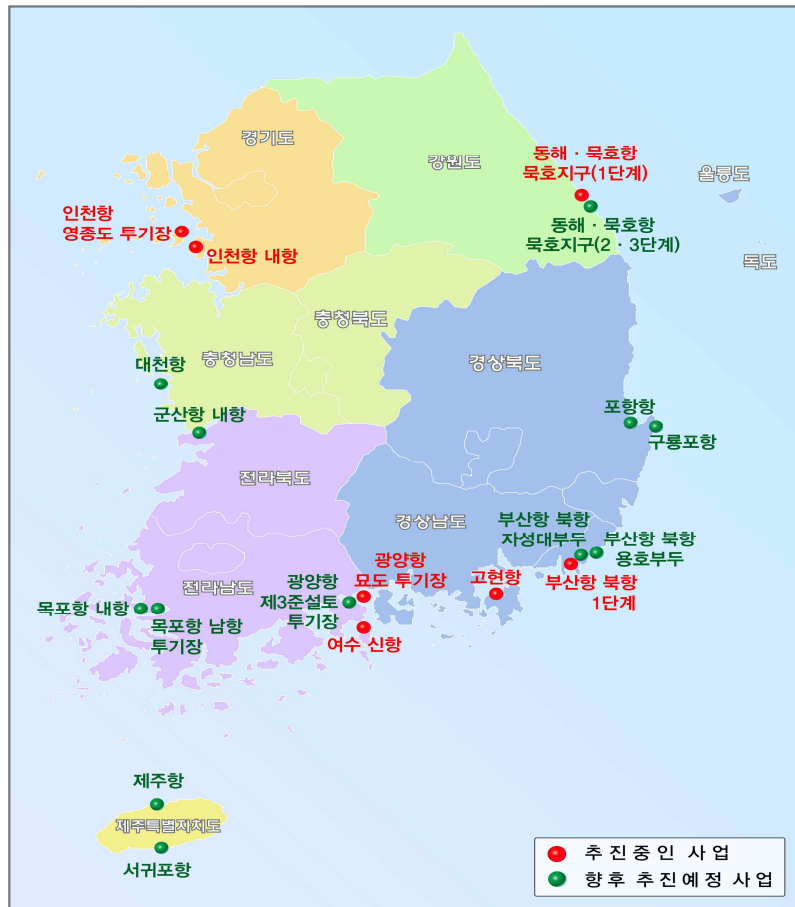 경기도
강원도
동해 · 묵호항
묵호지구(1단계)
울릉도
인천항
영종도 투기장
동해 · 묵호항
묵호지구(2 · 3단계)
인천항 내항
독도
충청북도
충청남도
경상북도
대천항
군산항 내항
포항항
구룡포항
전라북도
경상남도
부산항 북항
자성대부두
부산항 북항
용호부두
광양항
묘도 투기장
고현항
부산항 북항
1단계
전라남도
광양항
제3준설토
투기장
목포항 내항
목포항 남항
투기장
여수 신항
제주항
제주특별자치도
서귀포항
추진중인 사업
향후 추진예정 사업